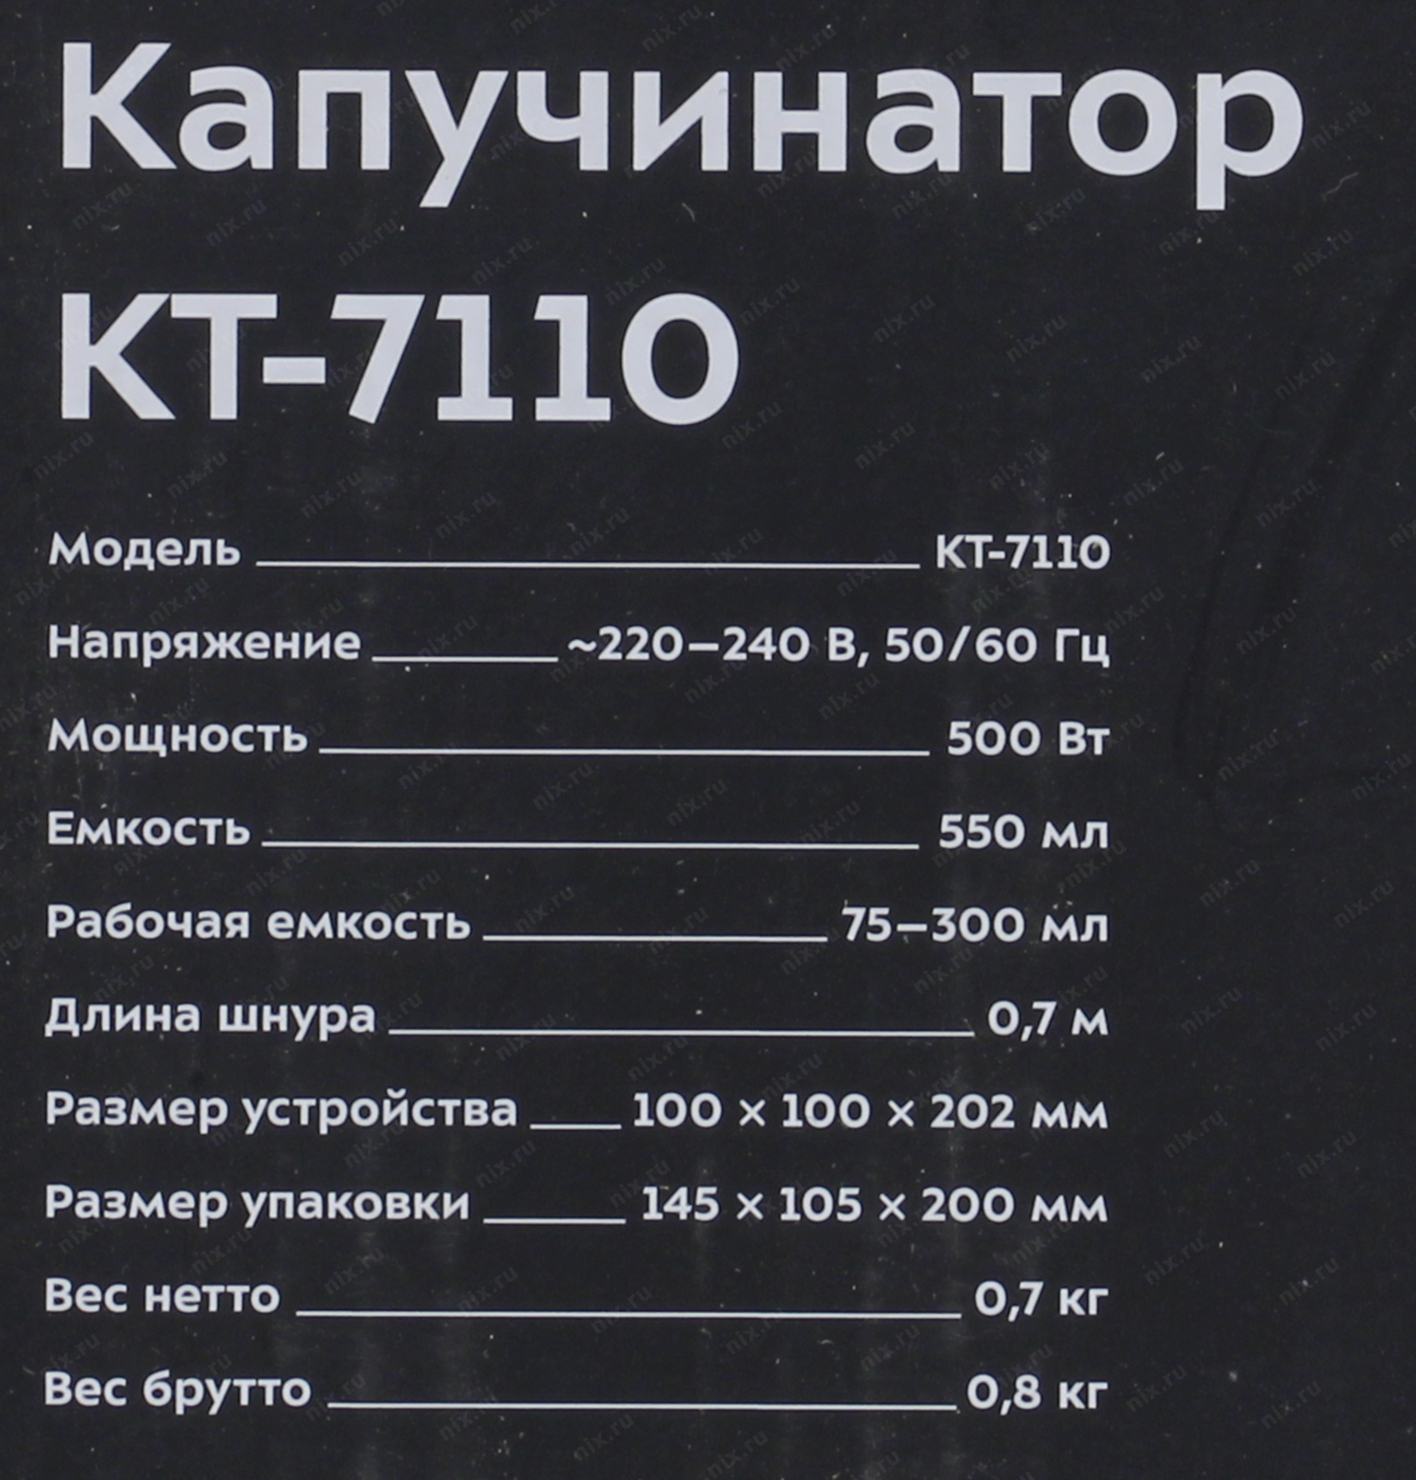 Капучинатор
КТ-7110
Модель КТ-7110
Напряжение ~220–240 В, 50/60 Гц
Мощность 500 Вт
Емкость 550 мл
Рабочая емкость 75–300 мл
Длина шнура 0,7 м
Размер устройства 100 × 100 × 202 мм
Размер упаковки 145 × 105 × 200 мм
Вес нетто 0,7 кг
Вес брутто 0,8 кг
nix.ru